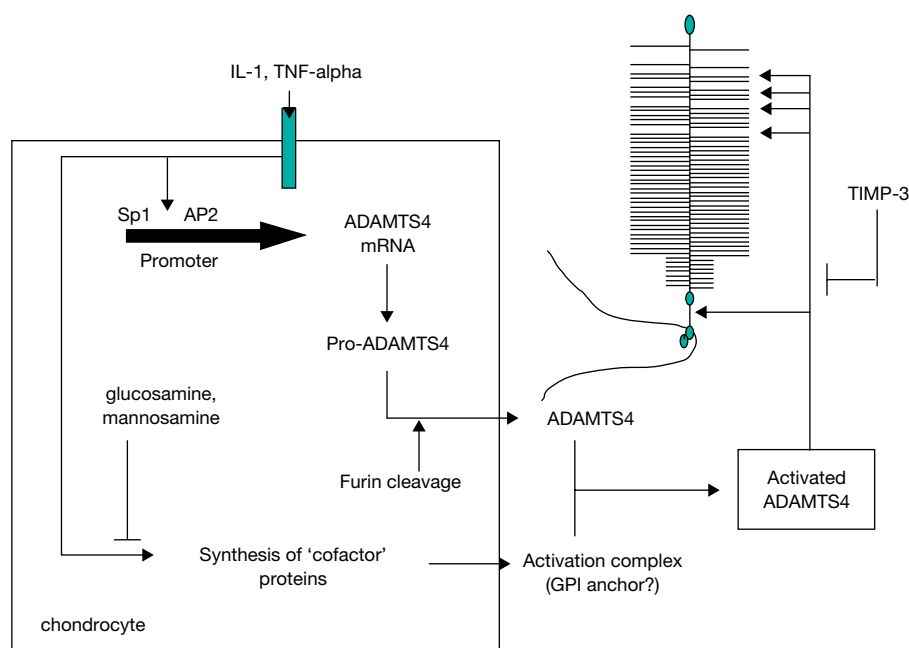 IL-1, TNF-alpha
TIMP-3
Sp1 AP2
Promoter
ADAMTS4
mRNA
Pro-ADAMTS4
glucosamine,
mannosamine
ADAMTS4
Furin cleavage
Activated
ADAMTS4
Synthesis of ‘cofactor’
proteins
Activation complex
(GPI anchor?)
chondrocyte